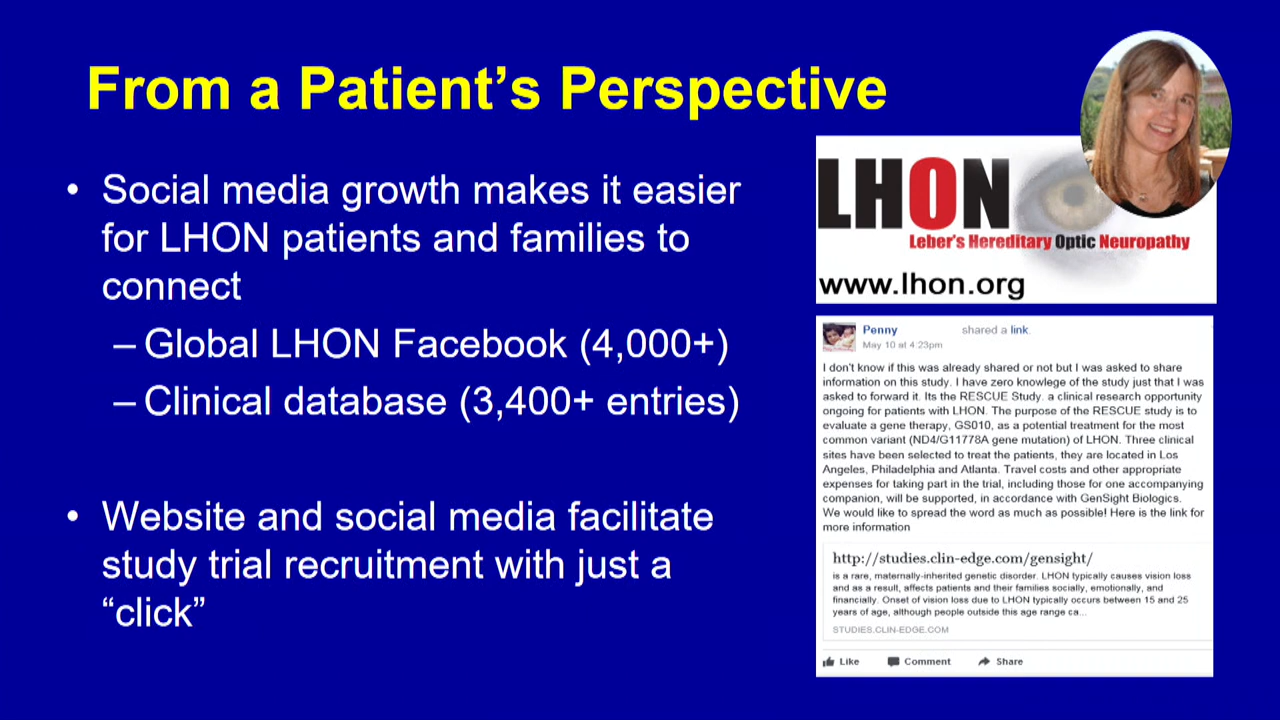 From a Patient's Perspective
• Social media growth makes it easier
for LHON patients and families to
connect
– Global LHON Facebook (4,000+)
– Clinical database (3,400+ entries)
• Website and social media facilitate
study trial recruitment with just a
“click”
LHON
Leber's Hereditary Optic Neuropathy
www.lhon.org
Penny shared a link.
May 10 at 4:23pm
I don't know if this was already shared or not but I was asked to share
information on this study. I have zero knowlege of the study just that I was
asked to forward it. Its the RESCUE Study. a clinical research opportunity
ongoing for patients with LHON. The purpose of the RESCUE study is to
evaluate a gene therapy, GS010, as a potential treatment for the most
common variant (ND4/G11778A gene mutation) of LHON. Three clinical
sites have been selected to treat the patients, they are located in Los
Angeles, Philadelphia and Atlanta. Travel costs and other appropriate
expenses for taking part in the trial, including those for one accompanying
companion, will be supported, in accordance with GenSight Biologics.
We would like to spread the word as much as possible! Here is the link for
more information
http://studies.clin-edge.com/gensight/
is a rare, maternally-inherited genetic disorder. LHON typically causes vision loss
and as a result, affects patients and their families socially, emotionally, and
financially. Onset of vision loss due to LHON typically occurs between 15 and 25
years of age, although people outside this age range ca...
STUDIES.CLIN-EDGE.COM
Like Comment Share